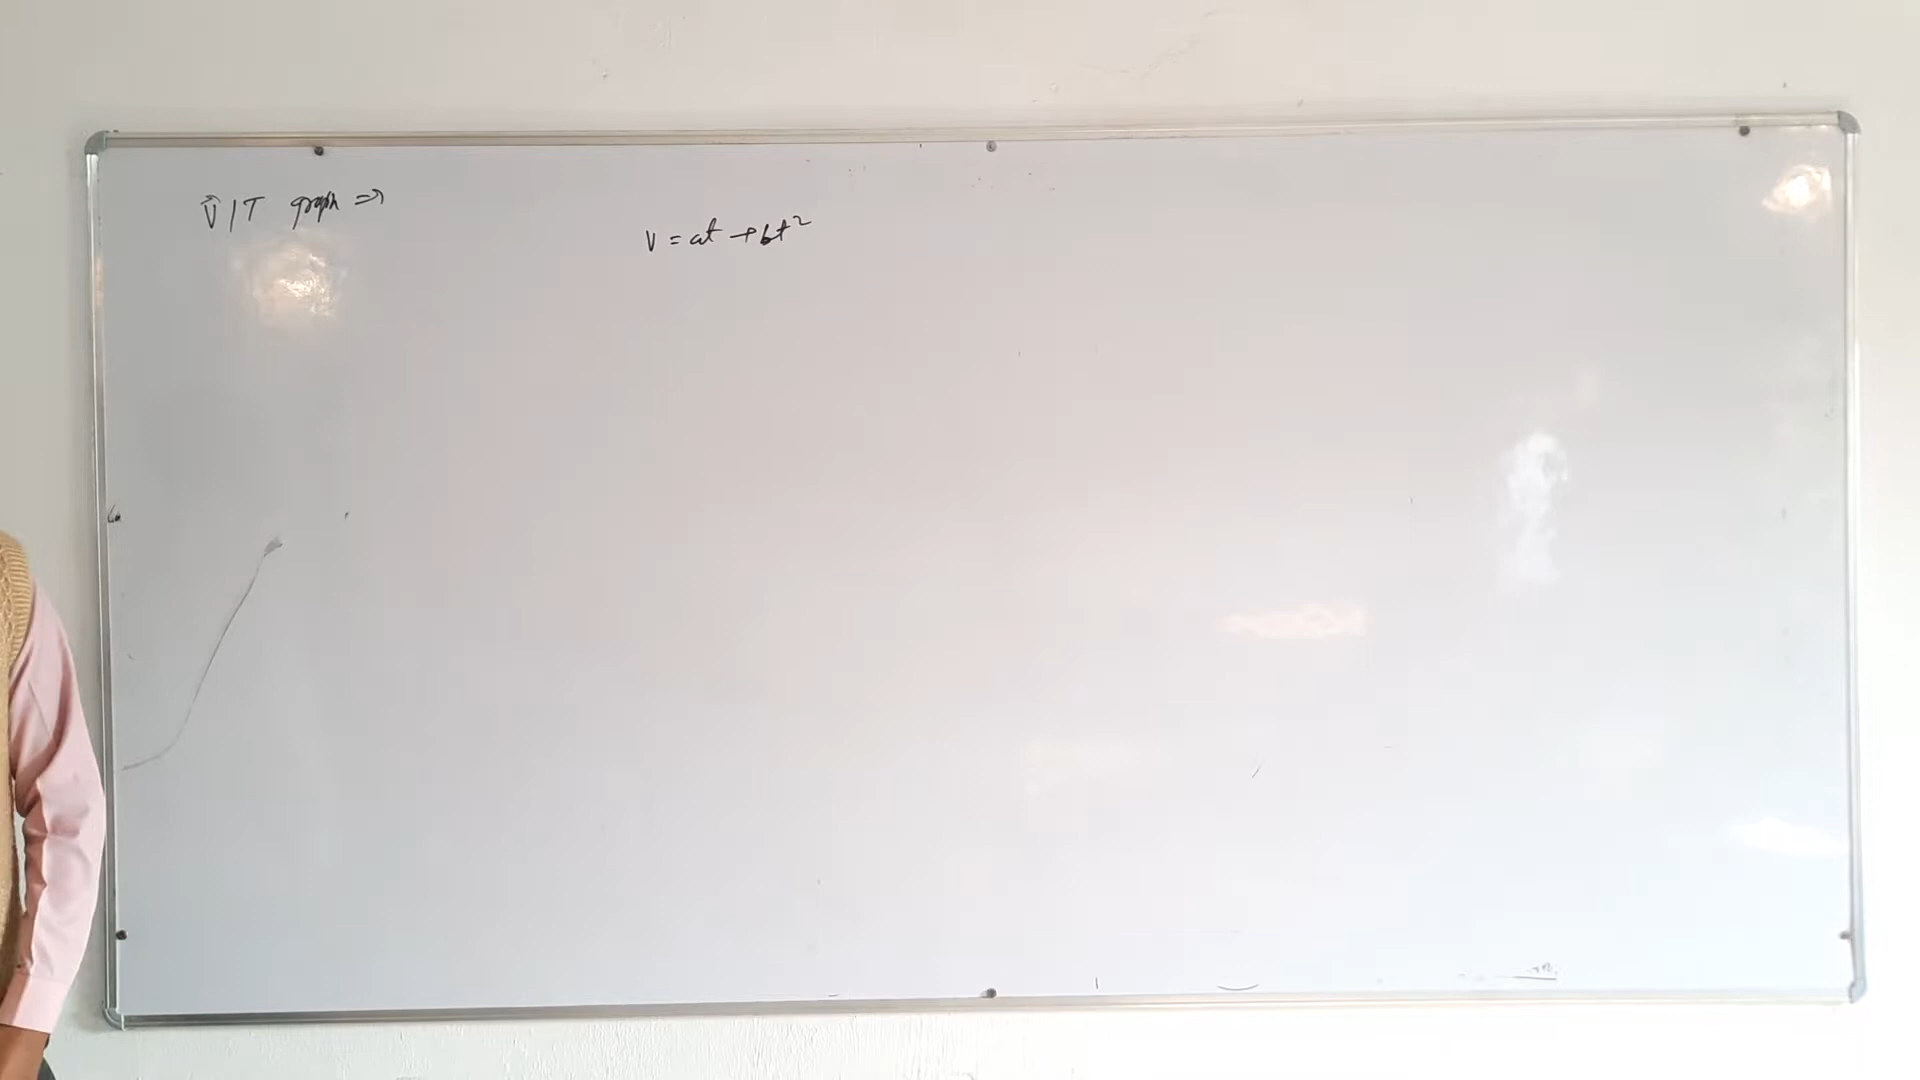 V⃗/T graph ⇒
V = at + bt²